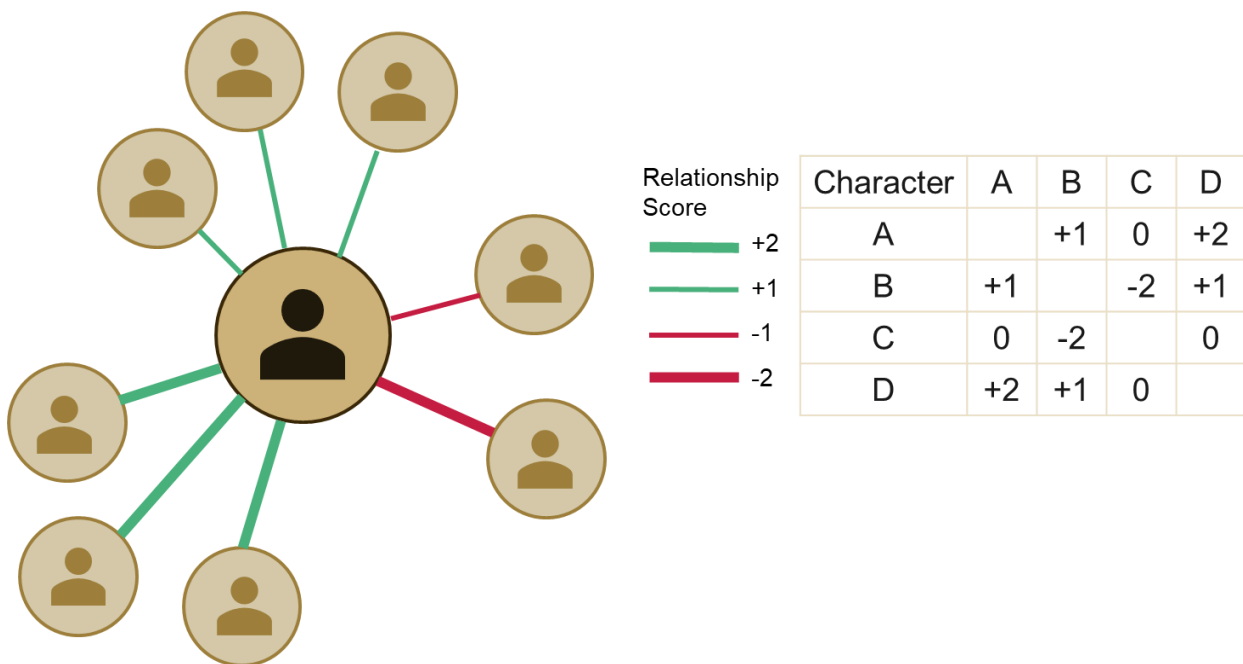 Relationship
Score
+2
+1
-1
-2
Character A B C D
A +1 0 +2
B +1 -2 +1
C 0 -2 0
D +2 +1 0